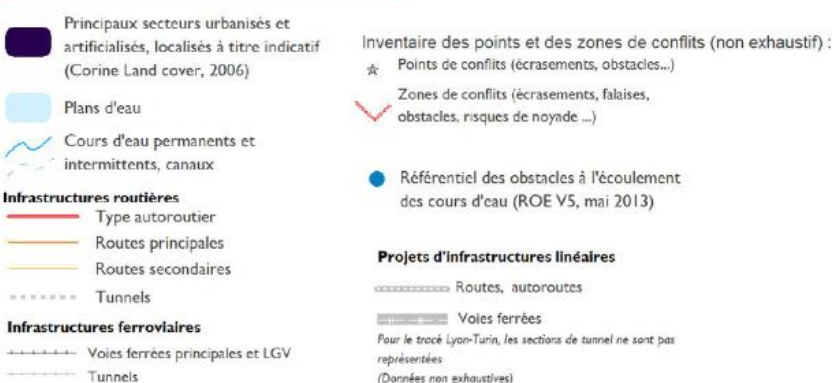 Principaux secteurs urbanisés et
artificialisés, localisés à titre indicatif
(Corine Land cover, 2006)
Plans d'eau
Cours d'eau permanents et
intermittents, canaux
Infrastructures routières
Type autoroutier
Routes principales
Routes secondaires
Tunnels
Infrastructures ferroviaires
Voies ferrées principales et LGV
Tunnels
Inventaire des points et des zones de conflits (non exhaustif) :
Points de conflits (écrasements, obstacles...)
Zones de conflits (écrasements, falaises,
obstacles, risques de noyade ...)
Référentiel des obstacles à l'écoulement
des cours d'eau (ROE V5, mai 2013)
Projets d'infrastructures linéaires
Routes, autoroutes
Voies ferrées
Pour le tracé Lyon-Turin, les sections de tunnel ne sont pas
représentées
(Données non exhaustives)